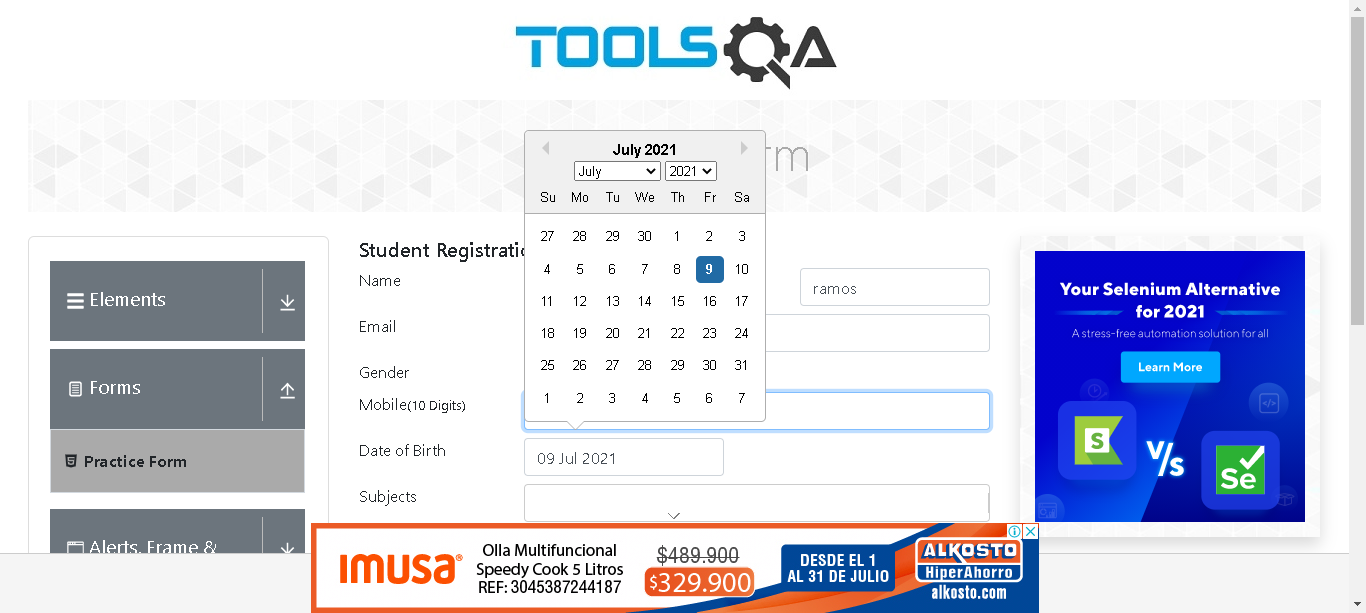 TOOLSQA
rm
July 2021
July 2021
Su Mo Tu We Th Fr Sa
27 28 29 30 1 2 3
4 5 6 7 8 9 10
11 12 13 14 15 16 17
18 19 20 21 22 23 24
25 26 27 28 29 30 31
1 2 3 4 5 6 7
Elements
Forms
Practice Form
Alerts, Frame &
Student Registratio
Name
ramos
Email
Gender
Mobile(10 Digits)
Date of Birth
09 Jul 2021
Subjects
Your Selenium Alternative
for 2021
A stress-free automation solution for all
Learn More
S
V/s
Se
IMUSA®
Olla Multifuncional
Speedy Cook 5 Litros
REF: 3045387244187
$489.900
$329.900
DESDE EL 1
AL 31 DE JULIO
ALKOSTO
HiperAhorro
alkosto.com